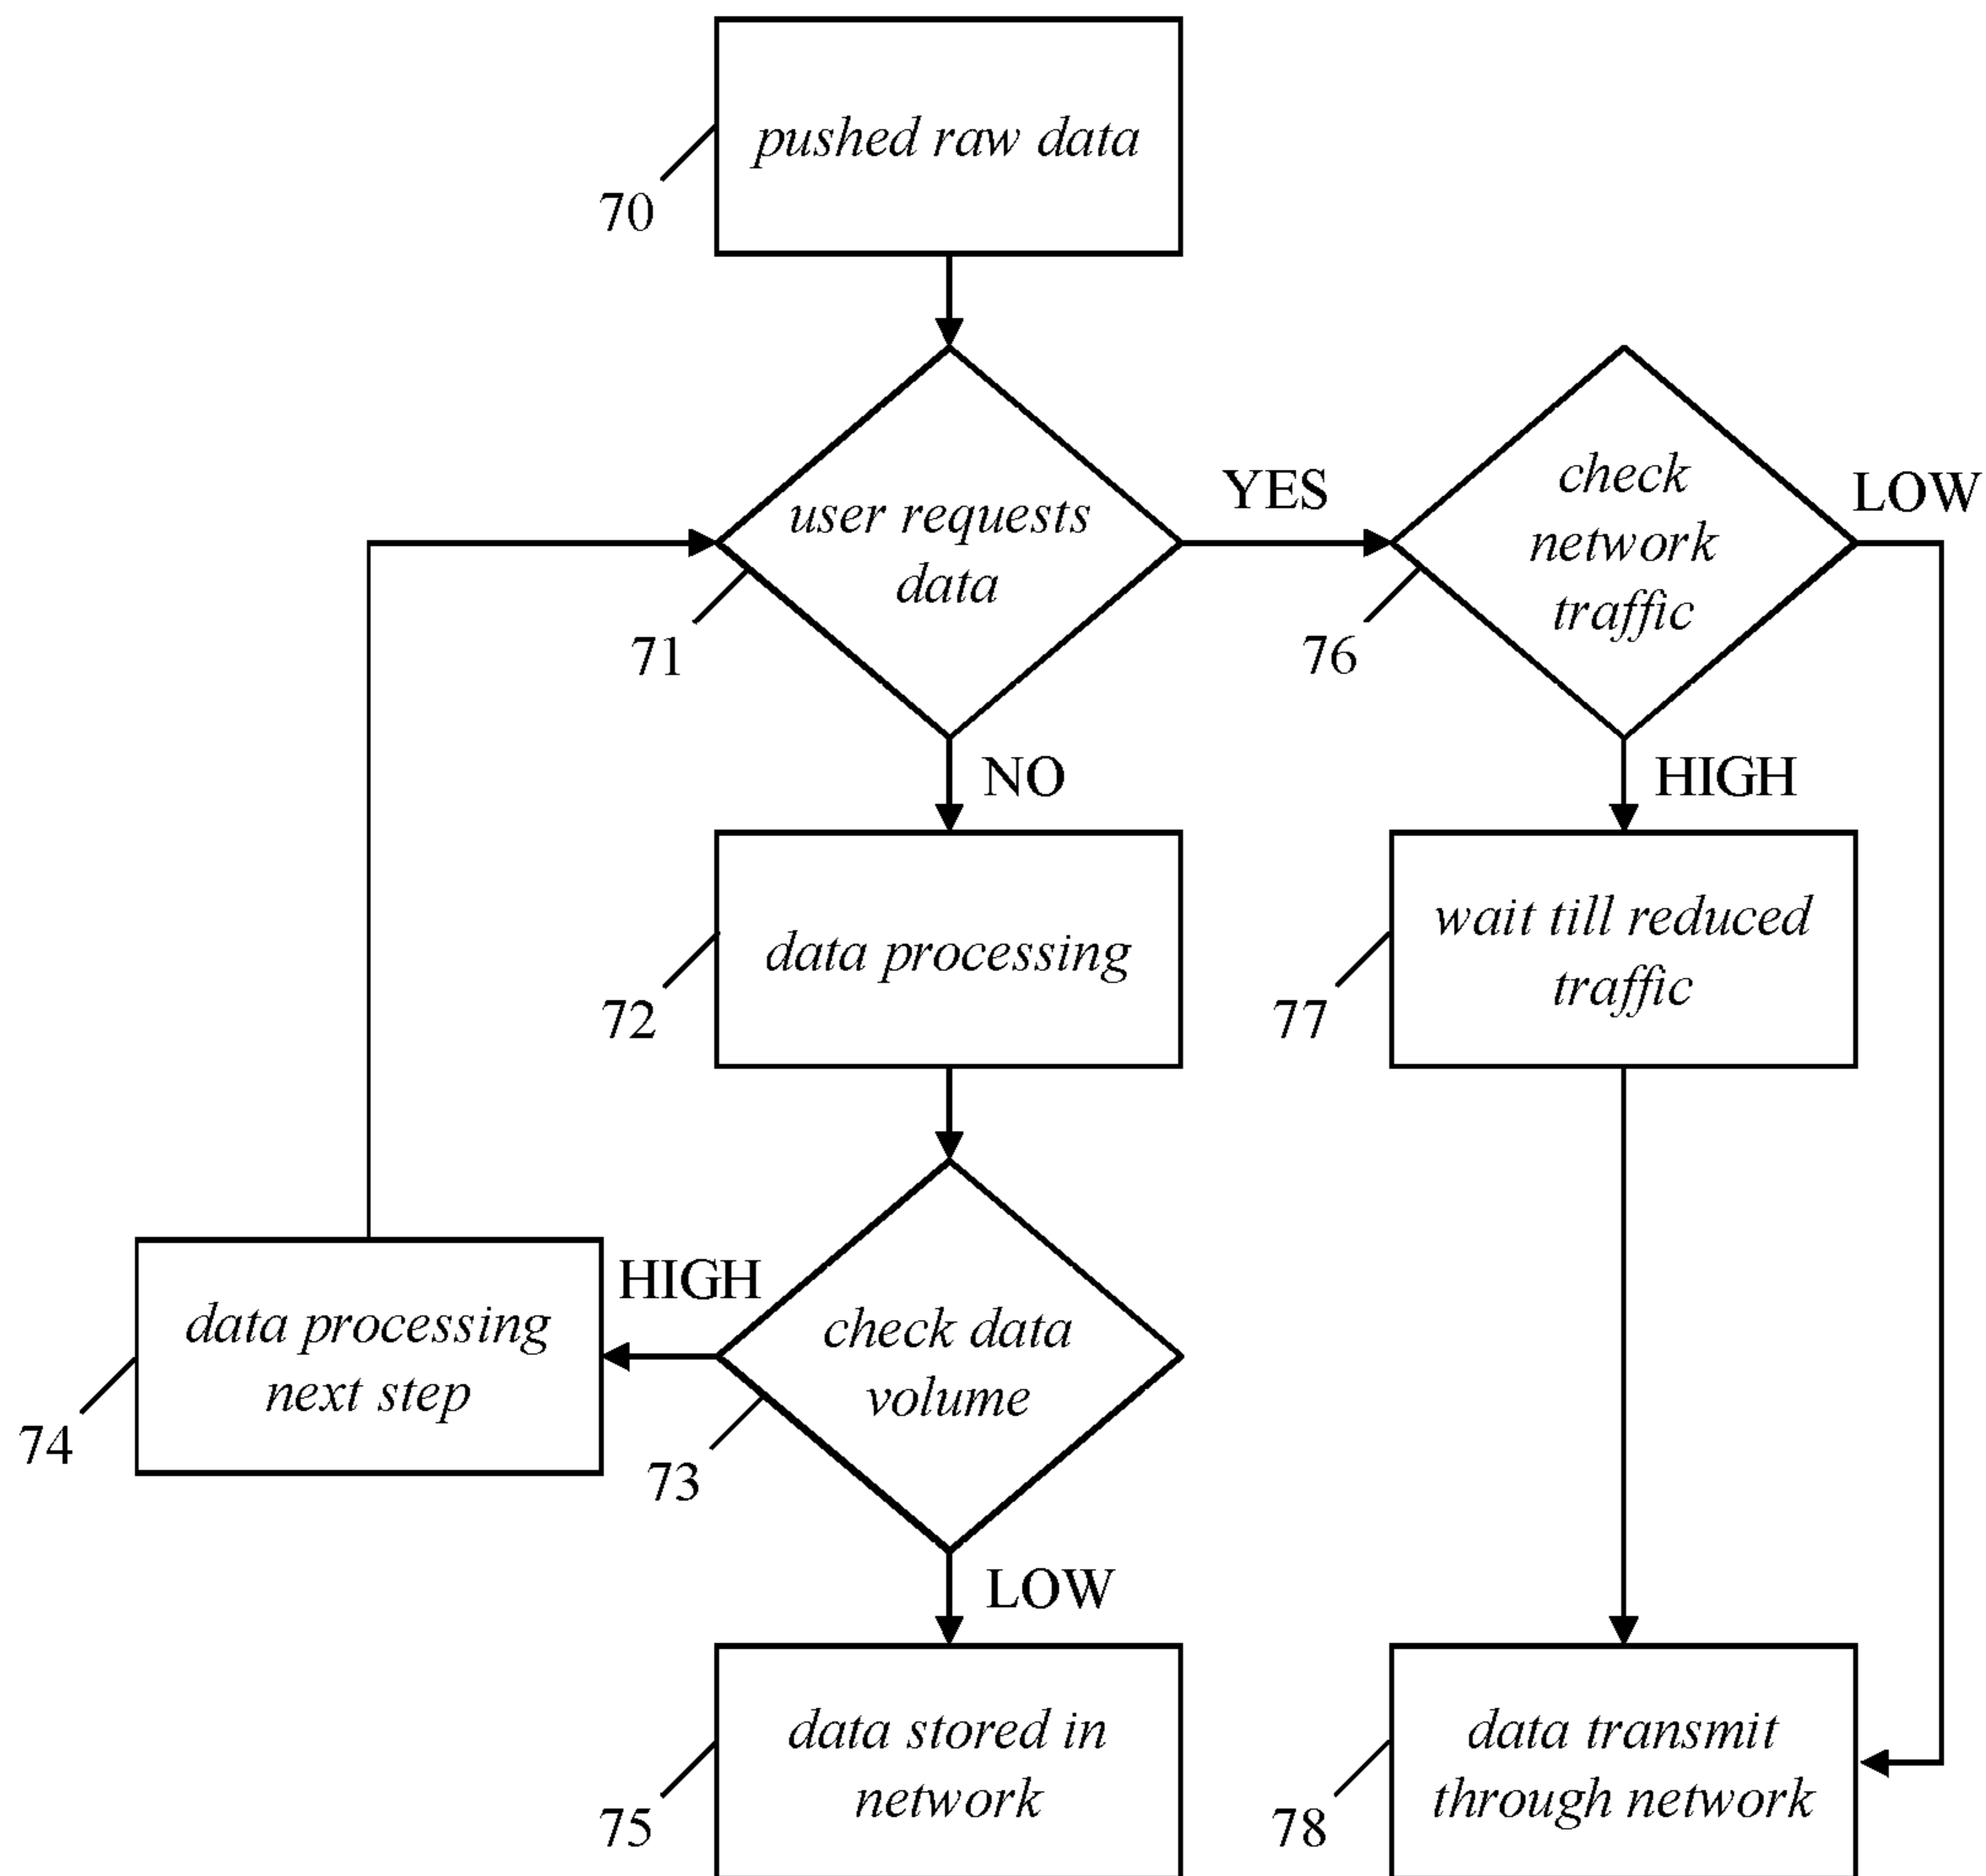 pushed raw data
70
user requests
data
71
YES
check
network
traffic
76
LOW
NO
HIGH
data processing
72
wait till reduced
traffic
77
HIGH
data processing
next step
74
check data
volume
73
LOW
data stored in
network
75
data transmit
through network
78